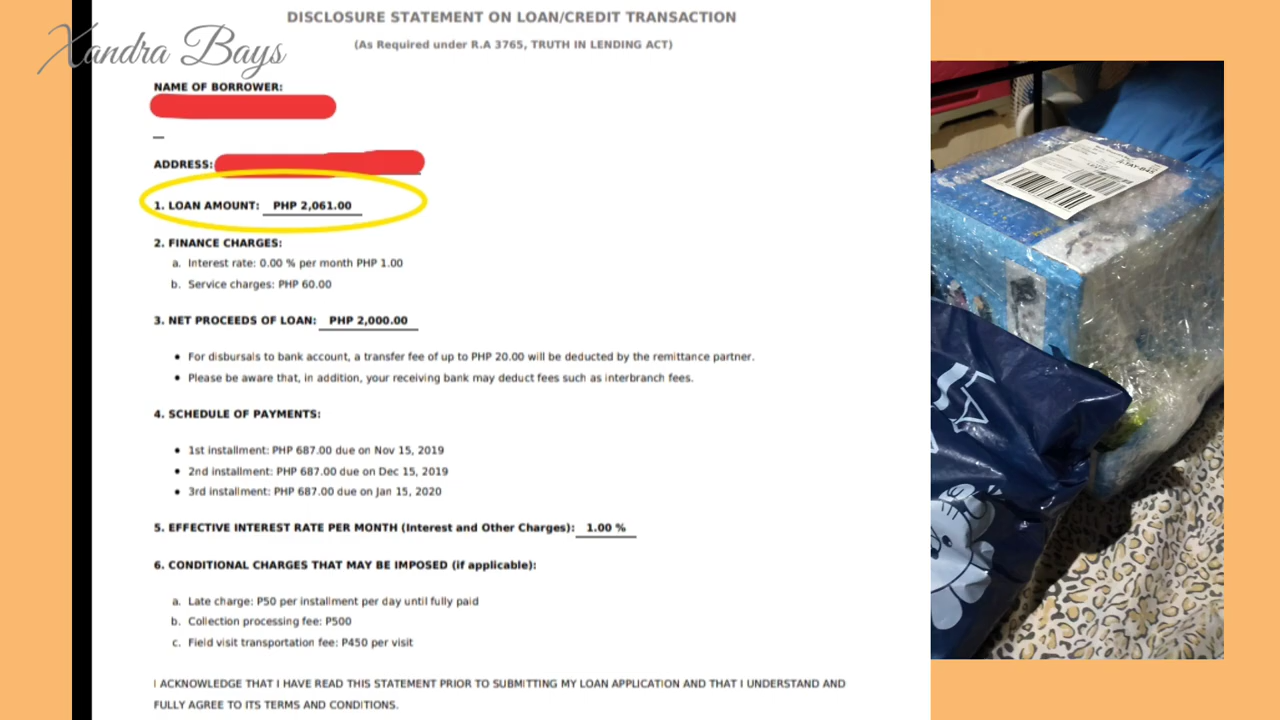 Xandra Bays
DISCLOSURE STATEMENT ON LOAN/CREDIT TRANSACTION
(As Required under R.A 3765, TRUTH IN LENDING ACT)
NAME OF BORROWER:
ADDRESS:
1. LOAN AMOUNT: PHP 2,061.00
2. FINANCE CHARGES:
a. Interest rate: 0.00 % per month PHP 1.00
b. Service charges: PHP 60.00
3. NET PROCEEDS OF LOAN: PHP 2,000.00
• For disbursals to bank account, a transfer fee of up to PHP 20.00 will be deducted by the remittance partner.
• Please be aware that, in addition, your receiving bank may deduct fees such as interbranch fees.
4. SCHEDULE OF PAYMENTS:
• 1st installment: PHP 687.00 due on Nov 15, 2019
• 2nd installment: PHP 687.00 due on Dec 15, 2019
• 3rd installment: PHP 687.00 due on Jan 15, 2020
5. EFFECTIVE INTEREST RATE PER MONTH (Interest and Other Charges): 1.00 %
6. CONDITIONAL CHARGES THAT MAY BE IMPOSED (if applicable):
a. Late charge: P50 per installment per day until fully paid
b. Collection processing fee: P500
c. Field visit transportation fee: P450 per visit
I ACKNOWLEDGE THAT I HAVE READ THIS STATEMENT PRIOR TO SUBMITTING MY LOAN APPLICATION AND THAT I UNDERSTAND AND
FULLY AGREE TO ITS TERMS AND CONDITIONS.